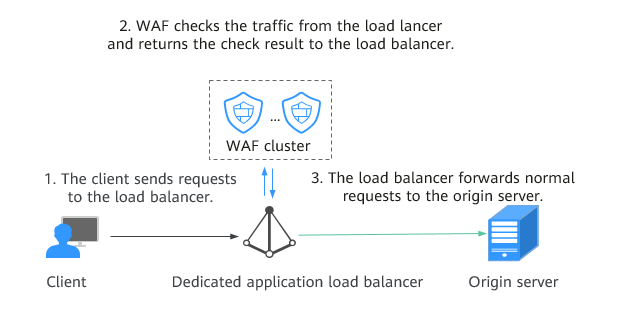 2. WAF checks the traffic from the load lancer
and returns the check result to the load balancer.
...
WAF cluster
1. The client sends requests
to the load balancer.
3. The load balancer forwards normal
requests to the origin server.
Client
Dedicated application load balancer
Origin server